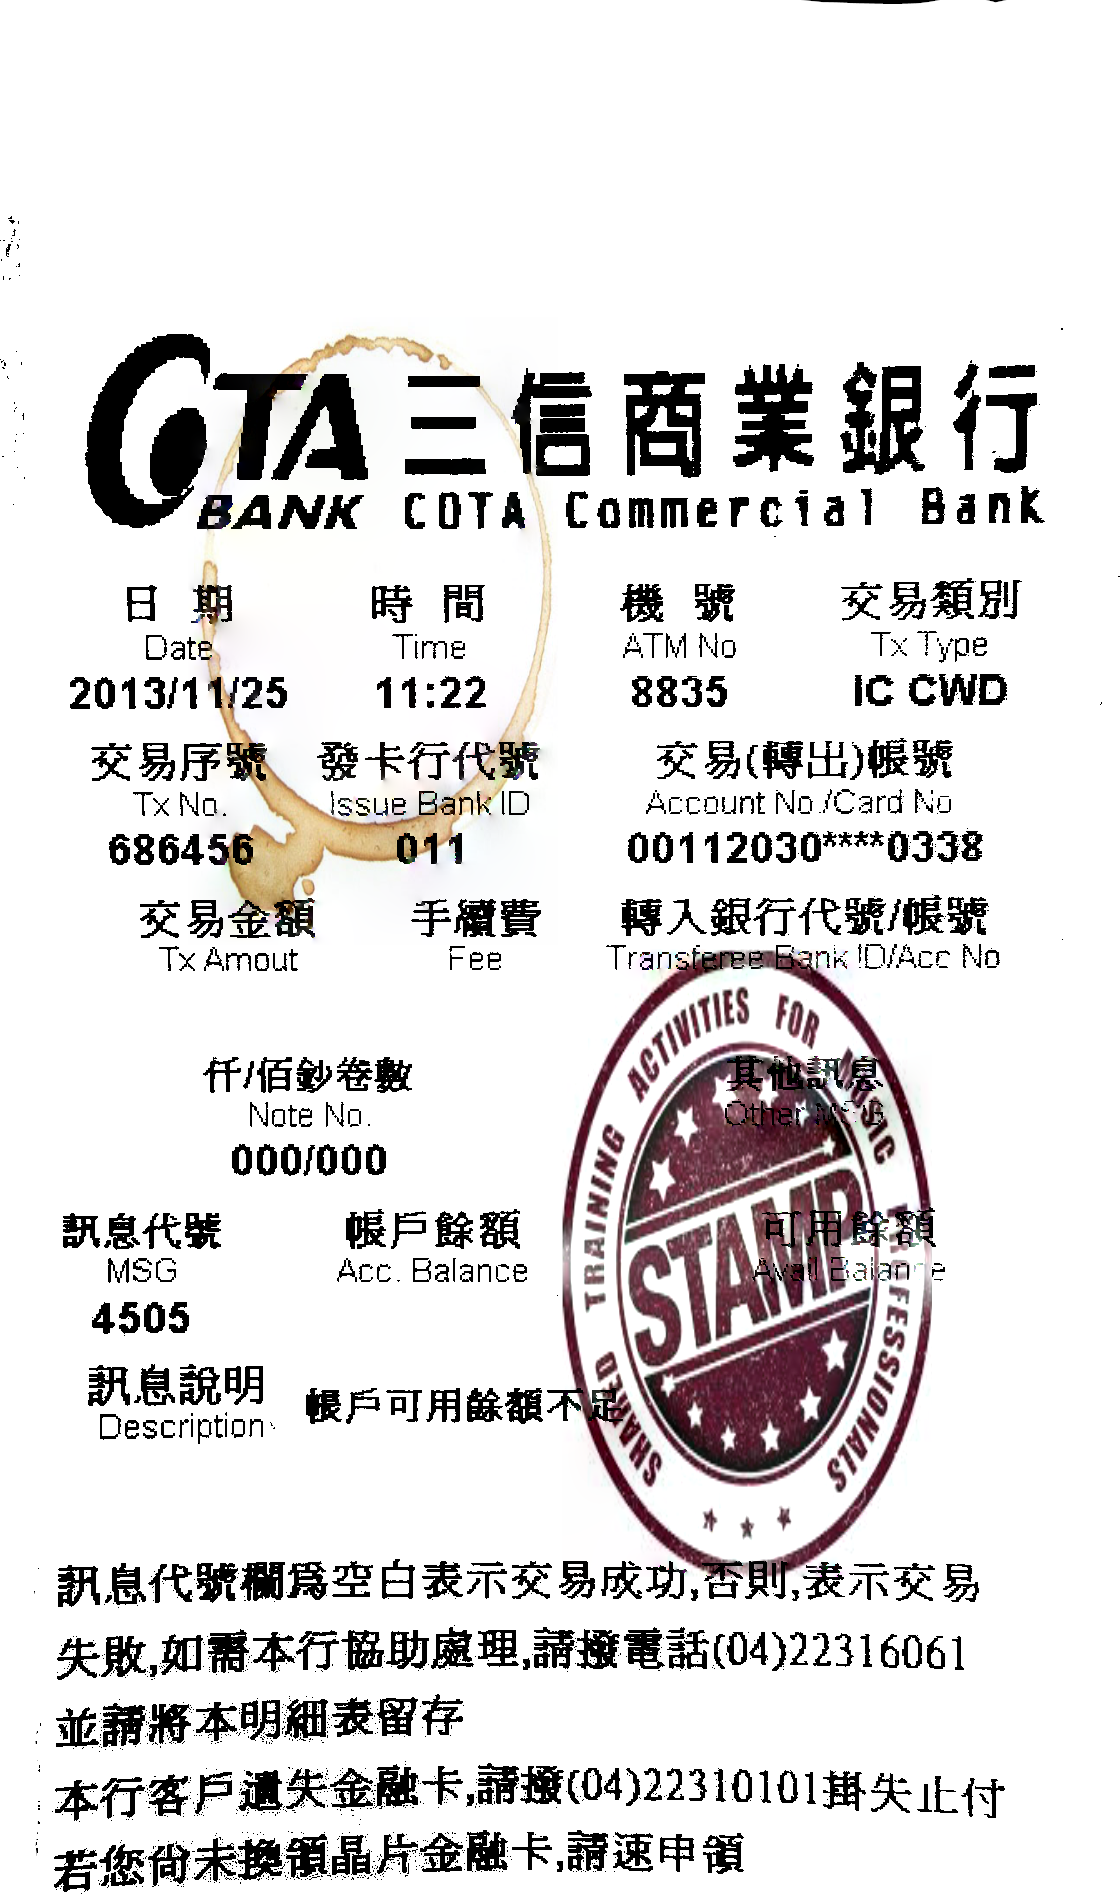 COTA 三信商業銀行
BANK COTA Commercial Bank
日期 時間 機號 交易類別
Date Time ATM No Tx Type
2013/11/25 11:22 8835 IC CWD
交易序號 發卡行代號 交易(轉出)帳號
Tx No. Issue Bank ID Account No./Card No
686456 011 00112030****0338
交易金額 手續費 轉入銀行代號/帳號
Tx Amout Fee Transferee Bank ID/Acc No
仟/佰鈔卷數 其他訊息
Note No. Other MSG
000/000
訊息代號 帳戶餘額 可用餘額
MSG Acc. Balance Avail Balance
4505
訊息說明 帳戶可用餘額不足
Description
SHARED TRAINING ACTIVITIES FOR MUSIC PROFESSIONALS
STAMP
訊息代號欄爲空白表示交易成功,否則,表示交易
失敗,如需本行協助處理,請撥電話(04)22316061
並請將本明細表留存
本行客戶遺失金融卡,請撥(04)22310101掛失止付
若您尚未換領晶片金融卡,請速申領